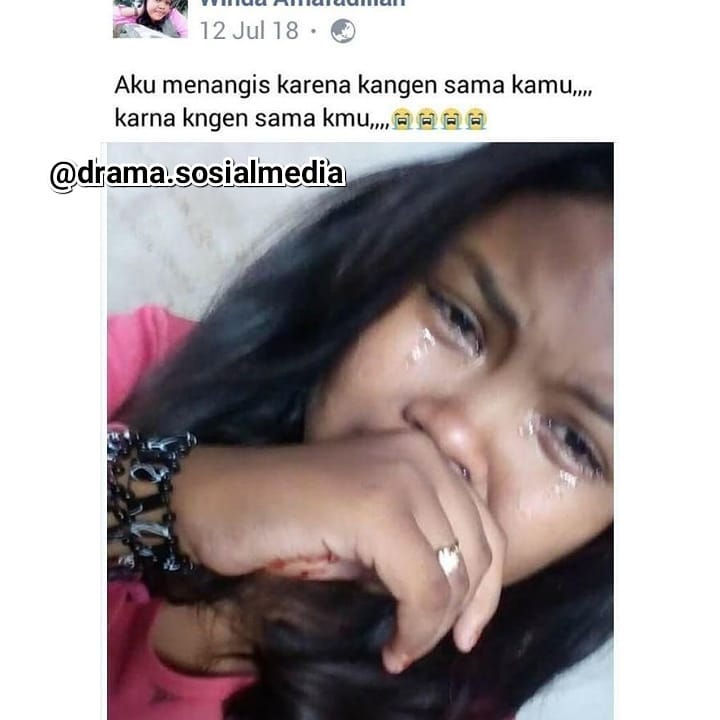 12 Jul 18 ·
Aku menangis karena kangen sama kamu,,,,
karna kngen sama kmu,,,,😭😭😭😭
@drama.sosialmedia